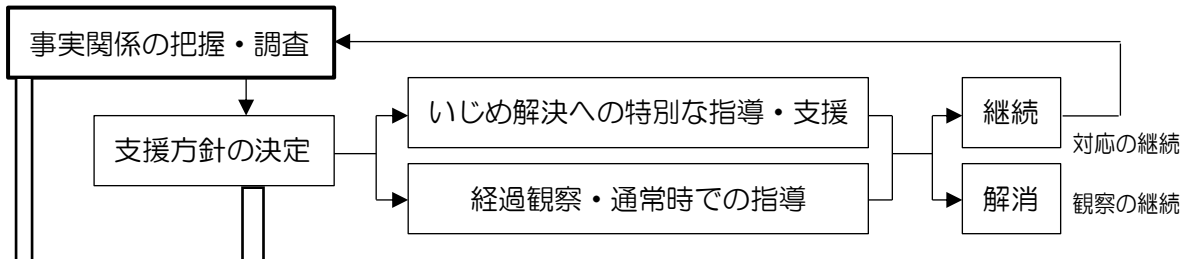 事実関係の把握・調査
いじめ解決への特別な指導・支援
継続
対応の継続
支援方針の決定
経過観察・通常時での指導
解消
観察の継続